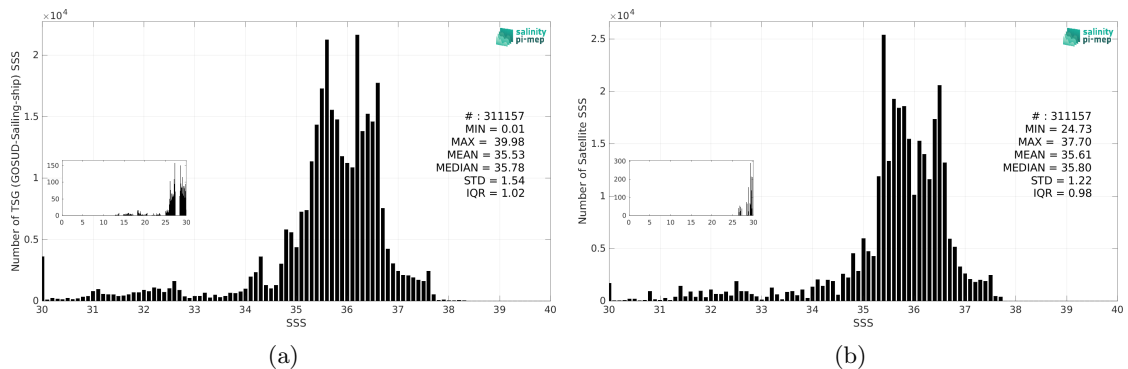 ×10⁴
2
1.5
1
0.5
0
Number of TSG (GOSUD-Sailing-ship) SSS
30 31 32 33 34 35 36 37 38 39 40
SSS
150
100
50
0
0 5 10 15 20 25 30
salinity
pi-mep
# : 311157
MIN = 0.01
MAX = 39.98
MEAN = 35.53
MEDIAN = 35.78
STD = 1.54
IQR = 1.02
(a)
×10⁴
2.5
2
1.5
1
0.5
0
Number of Satellite SSS
30 31 32 33 34 35 36 37 38 39 40
SSS
300
200
100
0
0 5 10 15 20 25 30
salinity
pi-mep
# : 311157
MIN = 24.73
MAX = 37.70
MEAN = 35.61
MEDIAN = 35.80
STD = 1.22
IQR = 0.98
(b)